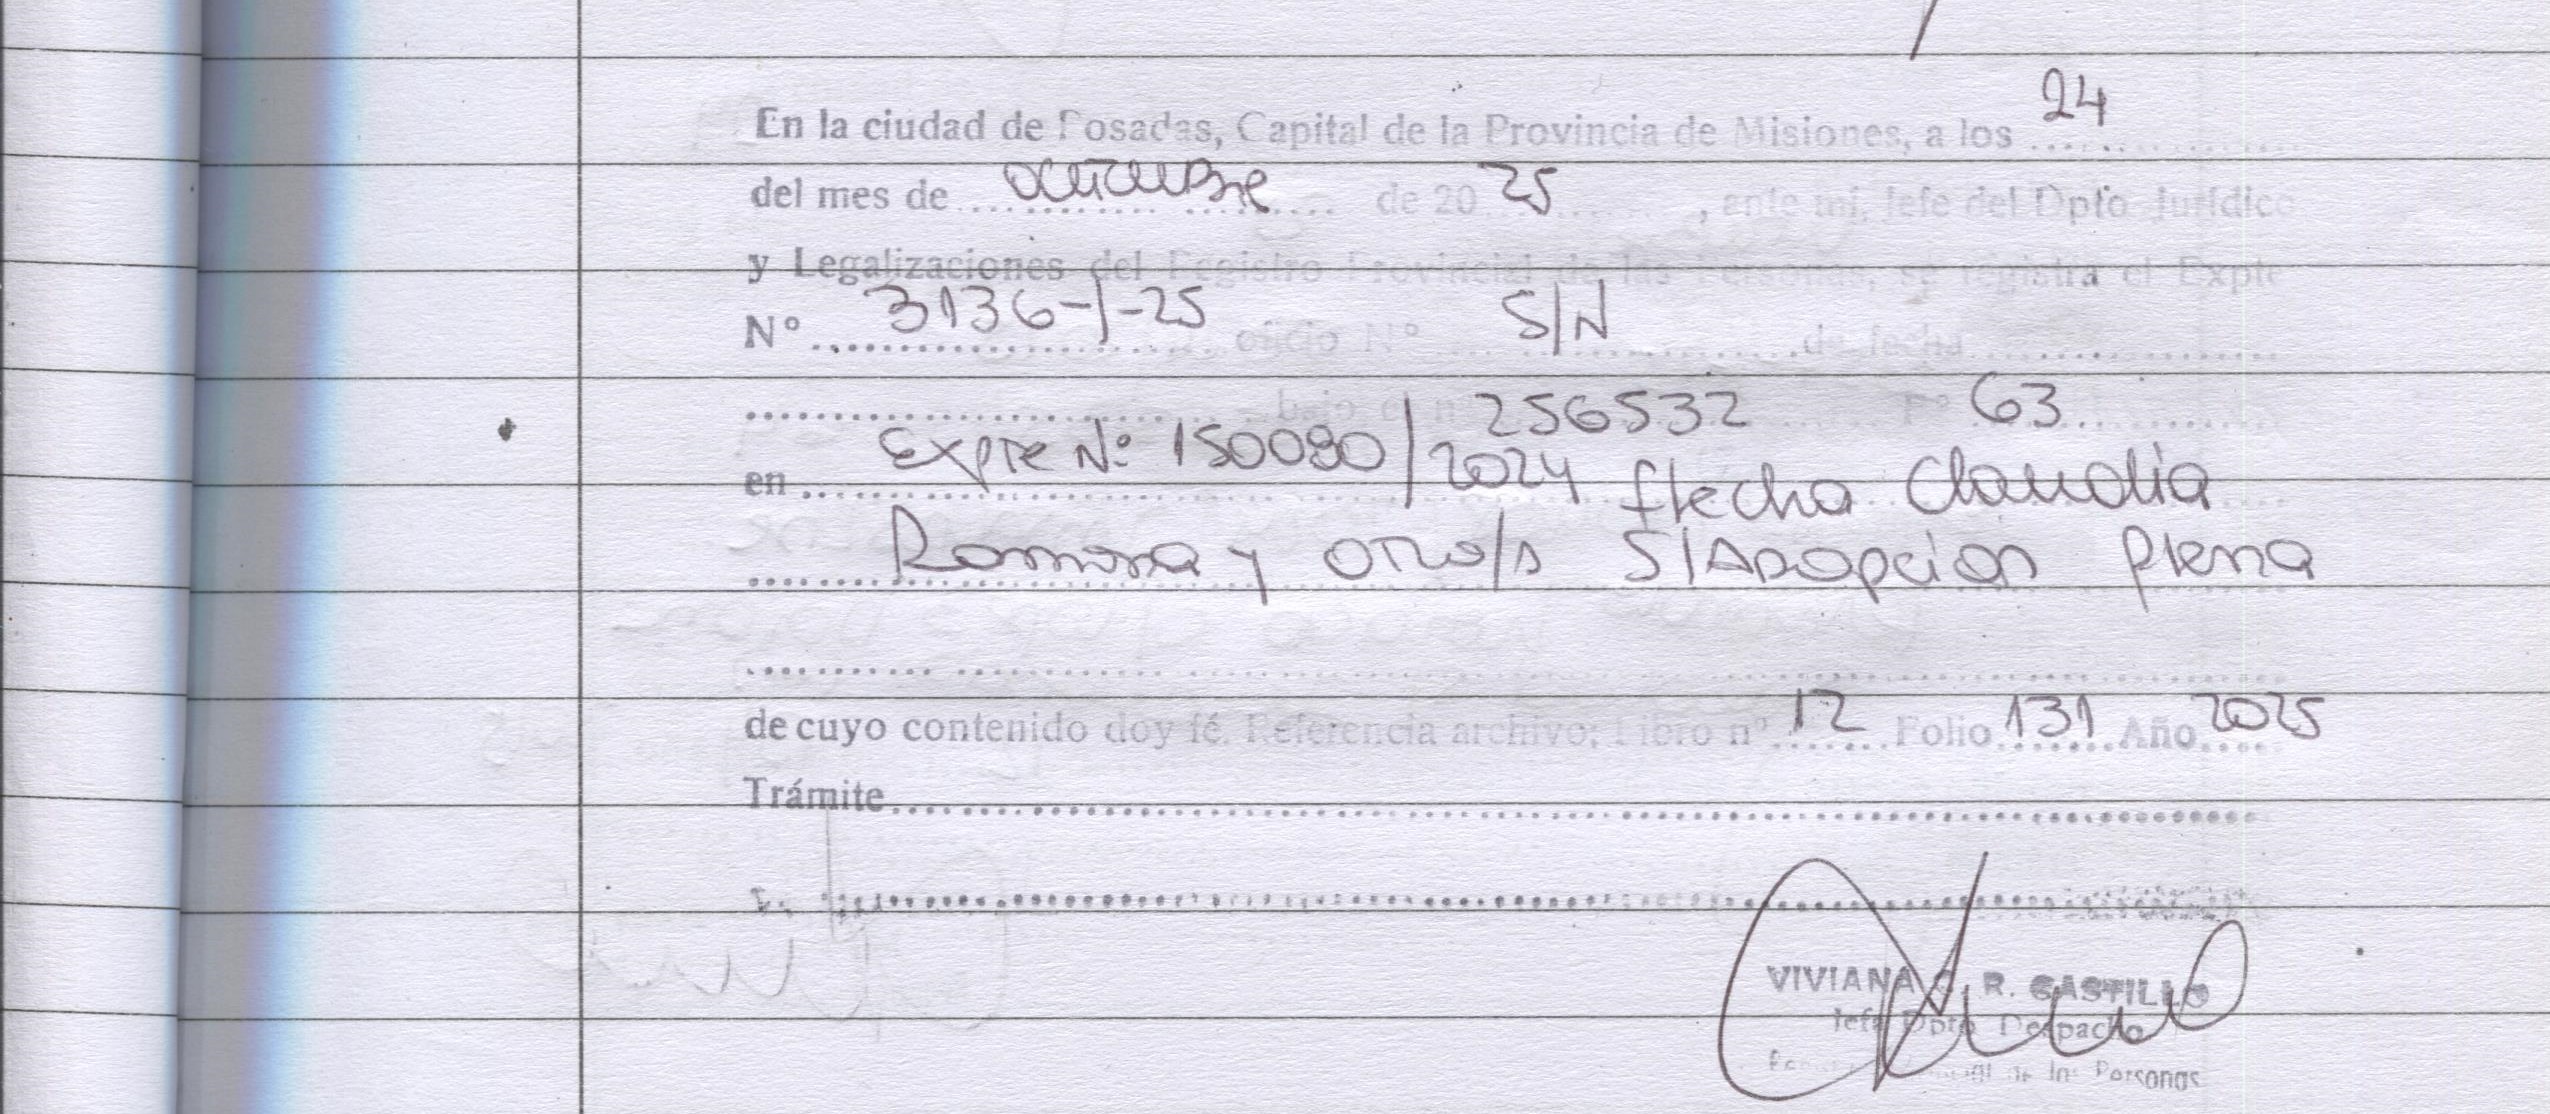 En la ciudad de Posadas, Capital de la Provincia de Misiones, a los 24
del mes de octubre de 20 25, ante mi, Jefe del Dpto Jurídico
y Legalizaciones del Registro Provincial de las Personas, se registra el Expte
N° 3136-I-25 oficio N° S/N de fecha
bajo el n° 256532 F° 63
en Expte Nº 150090/2024 flecha Claudia
Ramona y otro/s S/Adopcion Plena
de cuyo contenido doy fé. Referencia archivo: Libro n° 12 Folio 131 Año 2025
Trámite
VIVIANA R. CASTILLO
Jefe Dpto Despacho
de las Personas